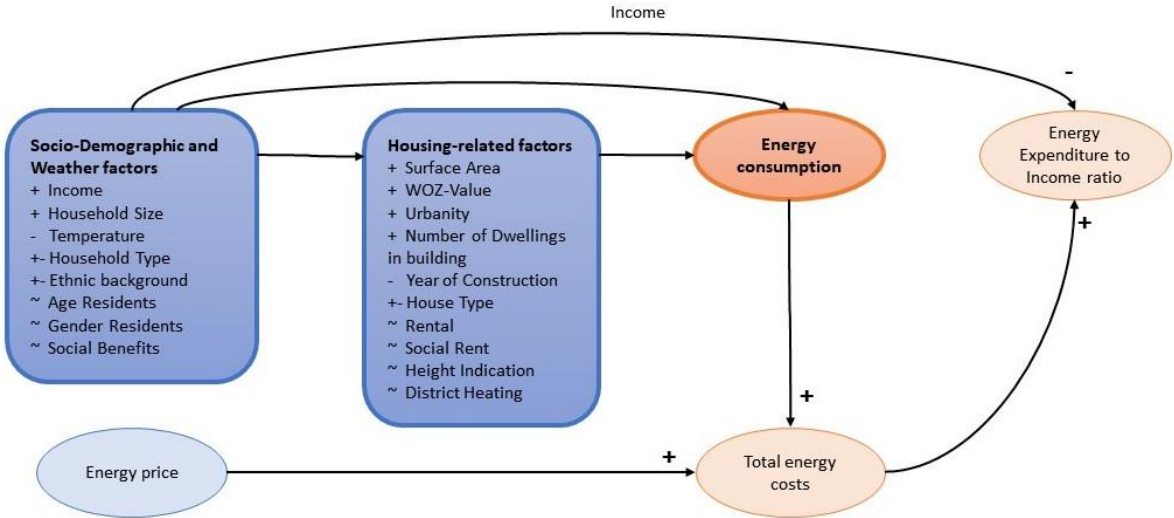 Income
-
Socio-Demographic and
Weather factors
+ Income
+ Household Size
- Temperature
+- Household Type
+- Ethnic background
~ Age Residents
~ Gender Residents
~ Social Benefits
Housing-related factors
+ Surface Area
+ WOZ-Value
+ Urbanity
+ Number of Dwellings
in building
- Year of Construction
+- House Type
~ Rental
~ Social Rent
~ Height Indication
~ District Heating
Energy
consumption
Energy
Expenditure to
Income ratio
+
+
Energy price
+
Total energy
costs